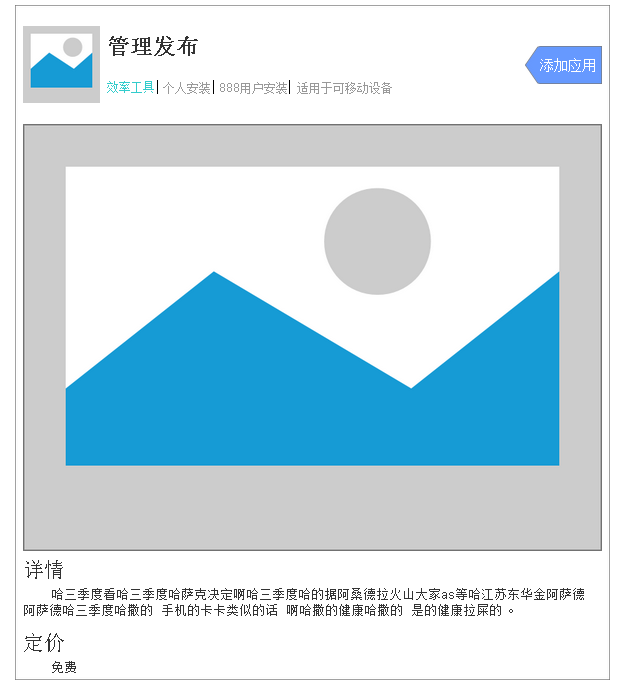 管理发布
添加应用
效率工具| 个人安装| 888用户安装| 适用于可移动设备
详情
哈三季度看哈三季度哈萨克决定啊哈三季度哈的据阿桑德拉火山大家as等哈江苏东华金阿萨德
阿萨德哈三季度哈撒的 手机的卡卡类似的话 啊哈撒的健康哈撒的 是的健康拉屎的 。
定价
免费